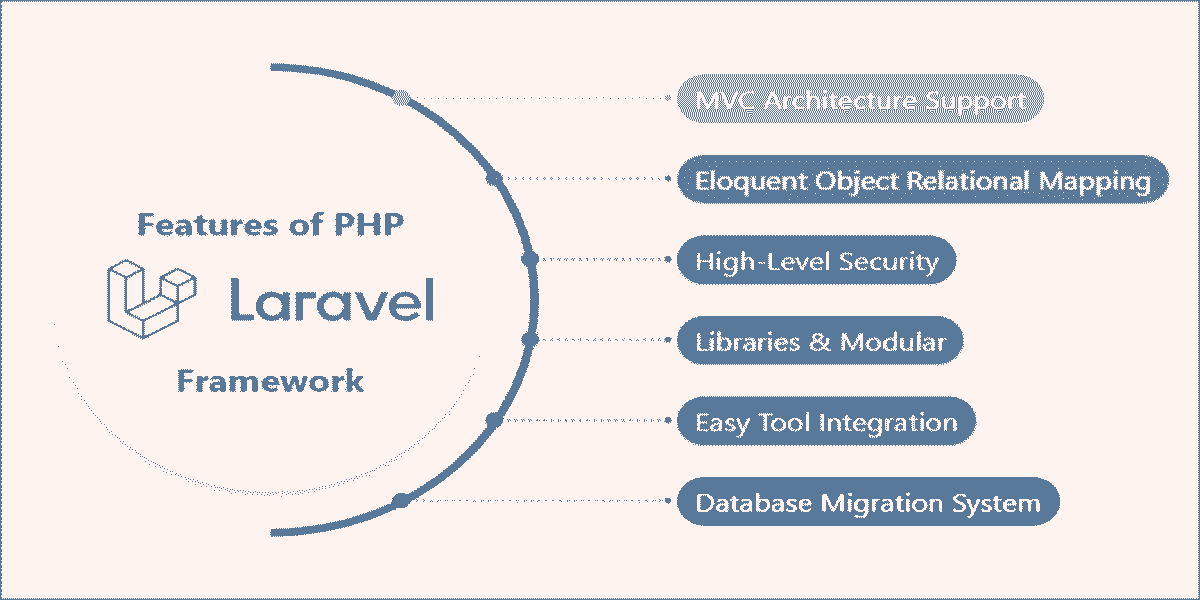 Features of PHP
Laravel
Framework
MVC Architecture Support
Eloquent Object Relational Mapping
High-Level Security
Libraries & Modular
Easy Tool Integration
Database Migration System